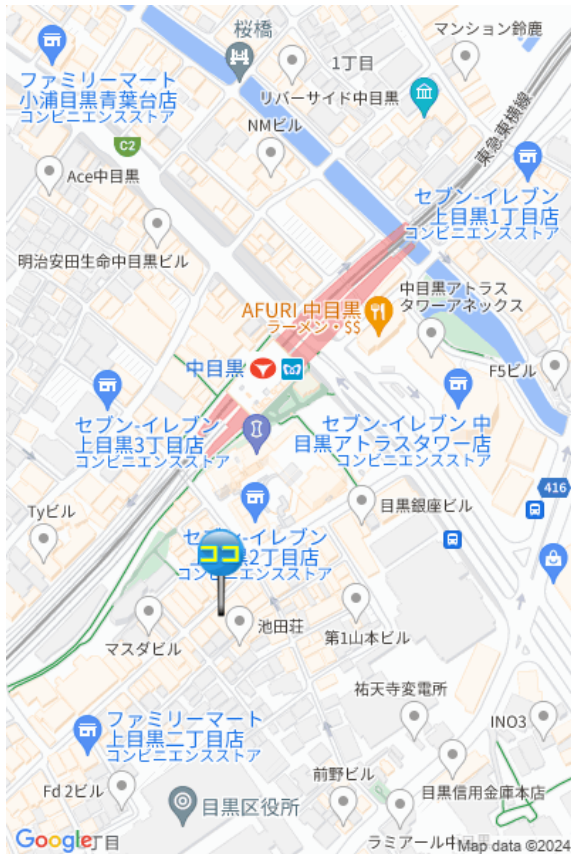 桜橋
マンション鈴鹿
1丁目
ファミリーマート
小浦目黒青葉台店
コンビニエンスストア
リバーサイド中目黒
NMビル
東急東横線
C2
Ace中目黒
セブン-イレブン
上目黒1丁目店
コンビニエンスストア
明治安田生命中目黒ビル
中目黒アトラス
タワーアネックス
AFURI 中目黒
ラーメン・$$
中目黒
F5ビル
セブン-イレブン
上目黒3丁目店
コンビニエンスストア
セブン-イレブン 中
目黒アトラスタワー店
コンビニエンスストア
416
Tyビル
目黒銀座ビル
セブン-イレブン
2丁目店
コンビニエンスストア
ココ
マスダビル
池田荘
第1山本ビル
祐天寺変電所
ファミリーマート
上目黒二丁目店
コンビニエンスストア
INO3
Fd 2ビル
目黒区役所
前野ビル
目黒信用金庫本店
Google
丁目
ラミアール中目黒
Map data ©2024